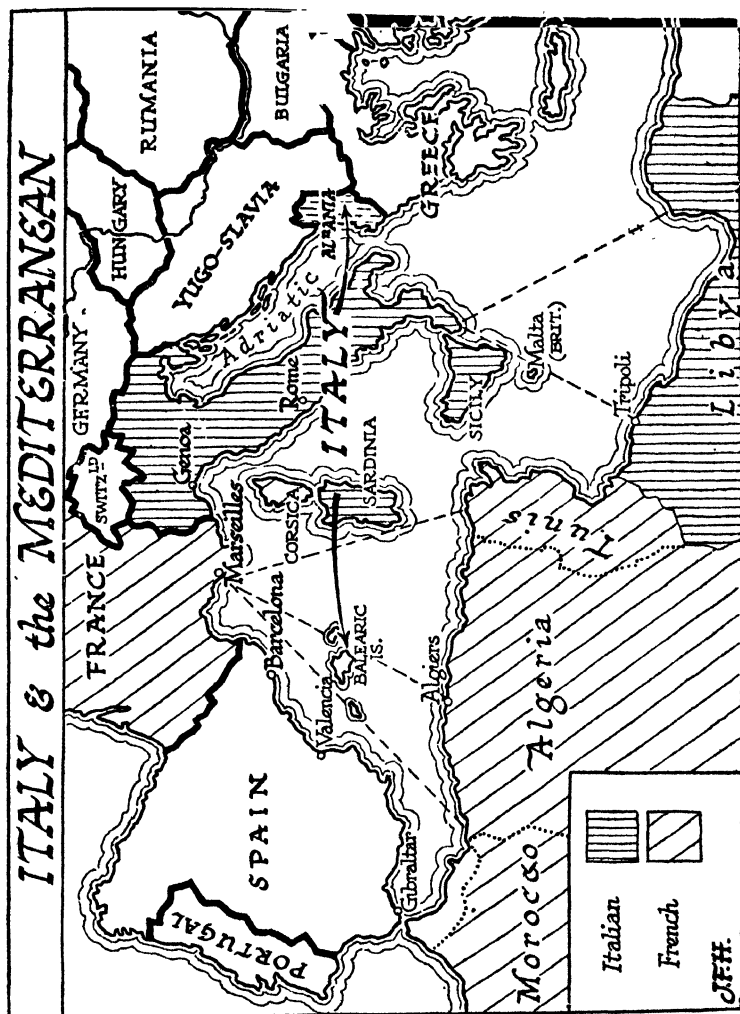 ITALY & the MEDITERRANEAN
FRANCE
SWITZ^LD
GERMANY
HUNGARY
RUMANIA
YUGO-SLAVIA
BULGARIA
Genoa
Marseilles
Adriatic
PORTUGAL
SPAIN
Barcelona
CORSICA
Rome
ITALY
ALBANIA
Valencia
BALEARIC
IS.
SARDINIA
GREECE
Gibraltar
Algiers
SICILY
Malta
(BRIT.)
Tripoli
Morocco
Algeria
Tunis
Libya
Italian
French
J.F.H.